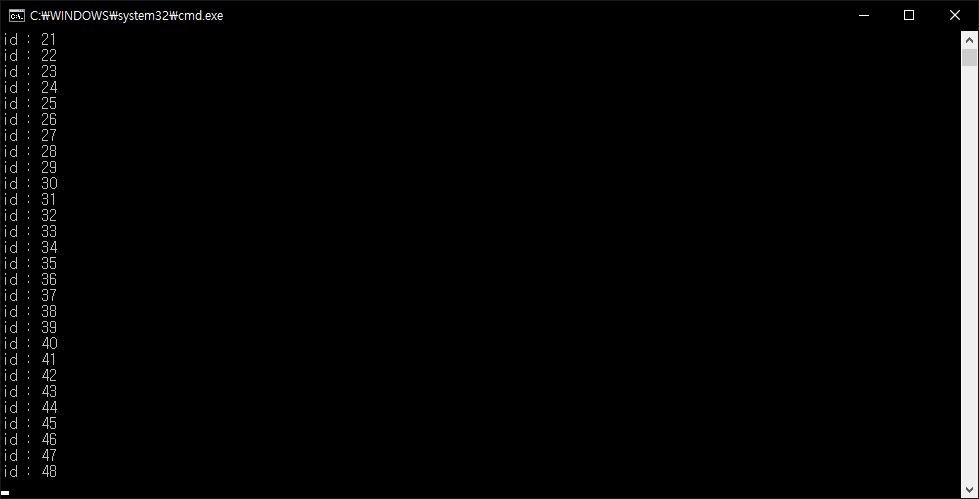 C:₩WINDOWS₩system32₩cmd.exe
id : 21
id : 22
id : 23
id : 24
id : 25
id : 26
id : 27
id : 28
id : 29
id : 30
id : 31
id : 32
id : 33
id : 34
id : 35
id : 36
id : 37
id : 38
id : 39
id : 40
id : 41
id : 42
id : 43
id : 44
id : 45
id : 46
id : 47
id : 48